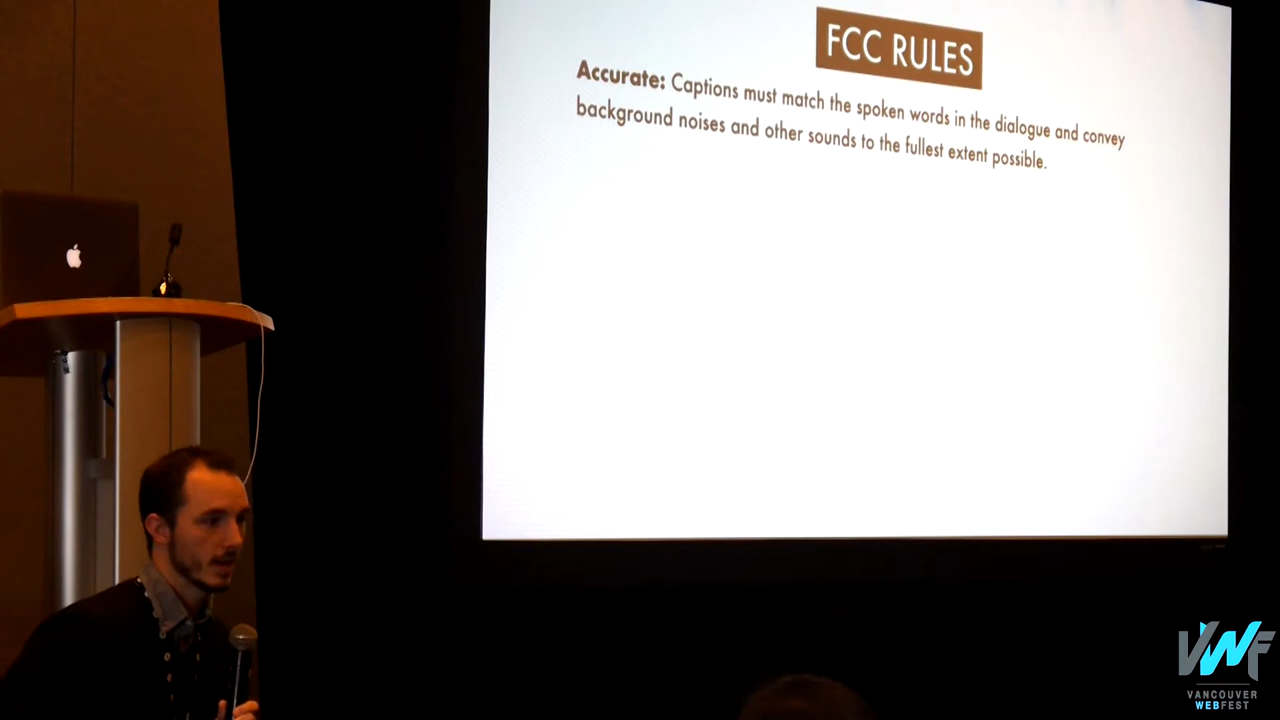 FCC RULES
Accurate: Captions must match the spoken words in the dialogue and convey
background noises and other sounds to the fullest extent possible.
VWF
VANCOUVER
WEBFEST